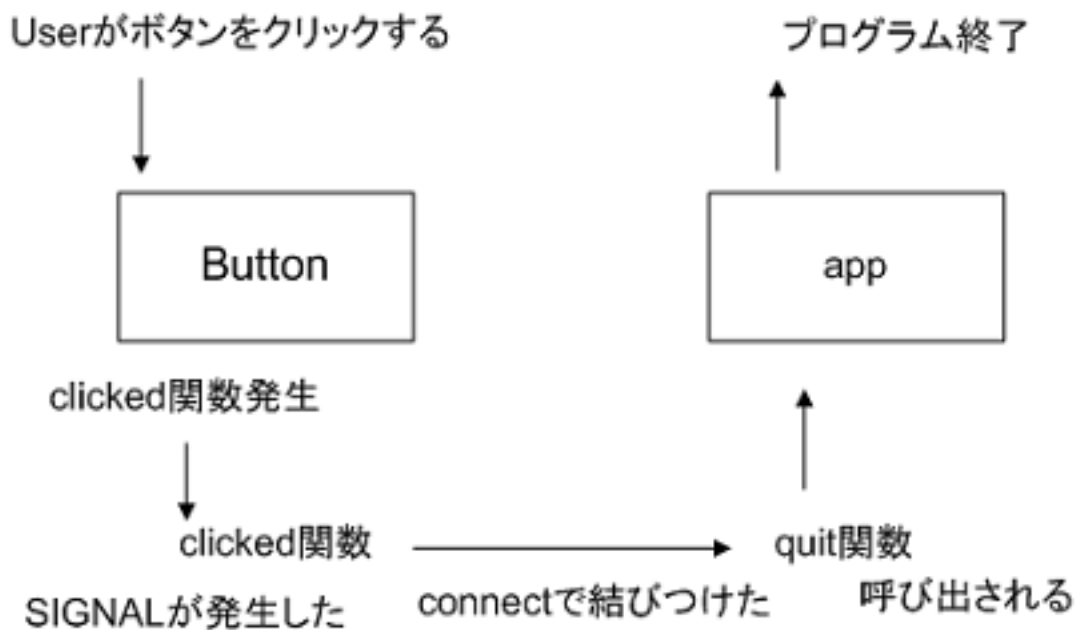 Userがボタンをクリックする
プログラム終了
Button
app
clicked関数発生
clicked関数
quit関数
SIGNALが発生した
connectで結びつけた
呼び出される